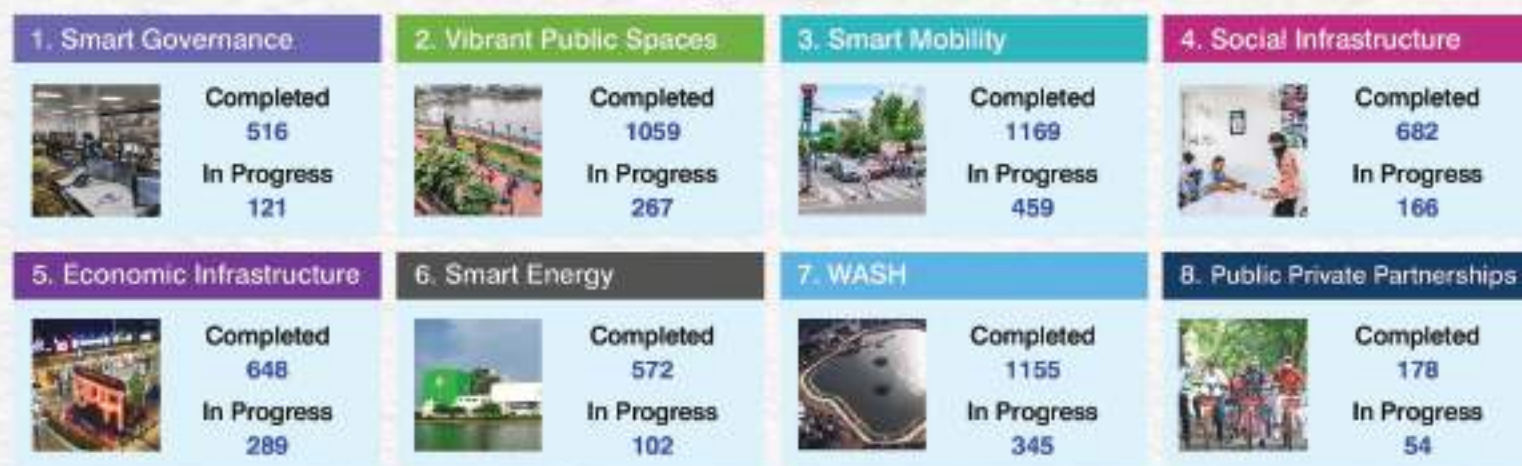 1. Smart Governance
Completed
516
In Progress
121
2. Vibrant Public Spaces
Completed
1059
In Progress
267
3. Smart Mobility
Completed
1169
In Progress
459
4. Social Infrastructure
Completed
682
In Progress
166
5. Economic Infrastructure
Completed
648
In Progress
289
6. Smart Energy
Completed
572
In Progress
102
7. WASH
Completed
1155
In Progress
345
8. Public Private Partnerships
Completed
178
In Progress
54